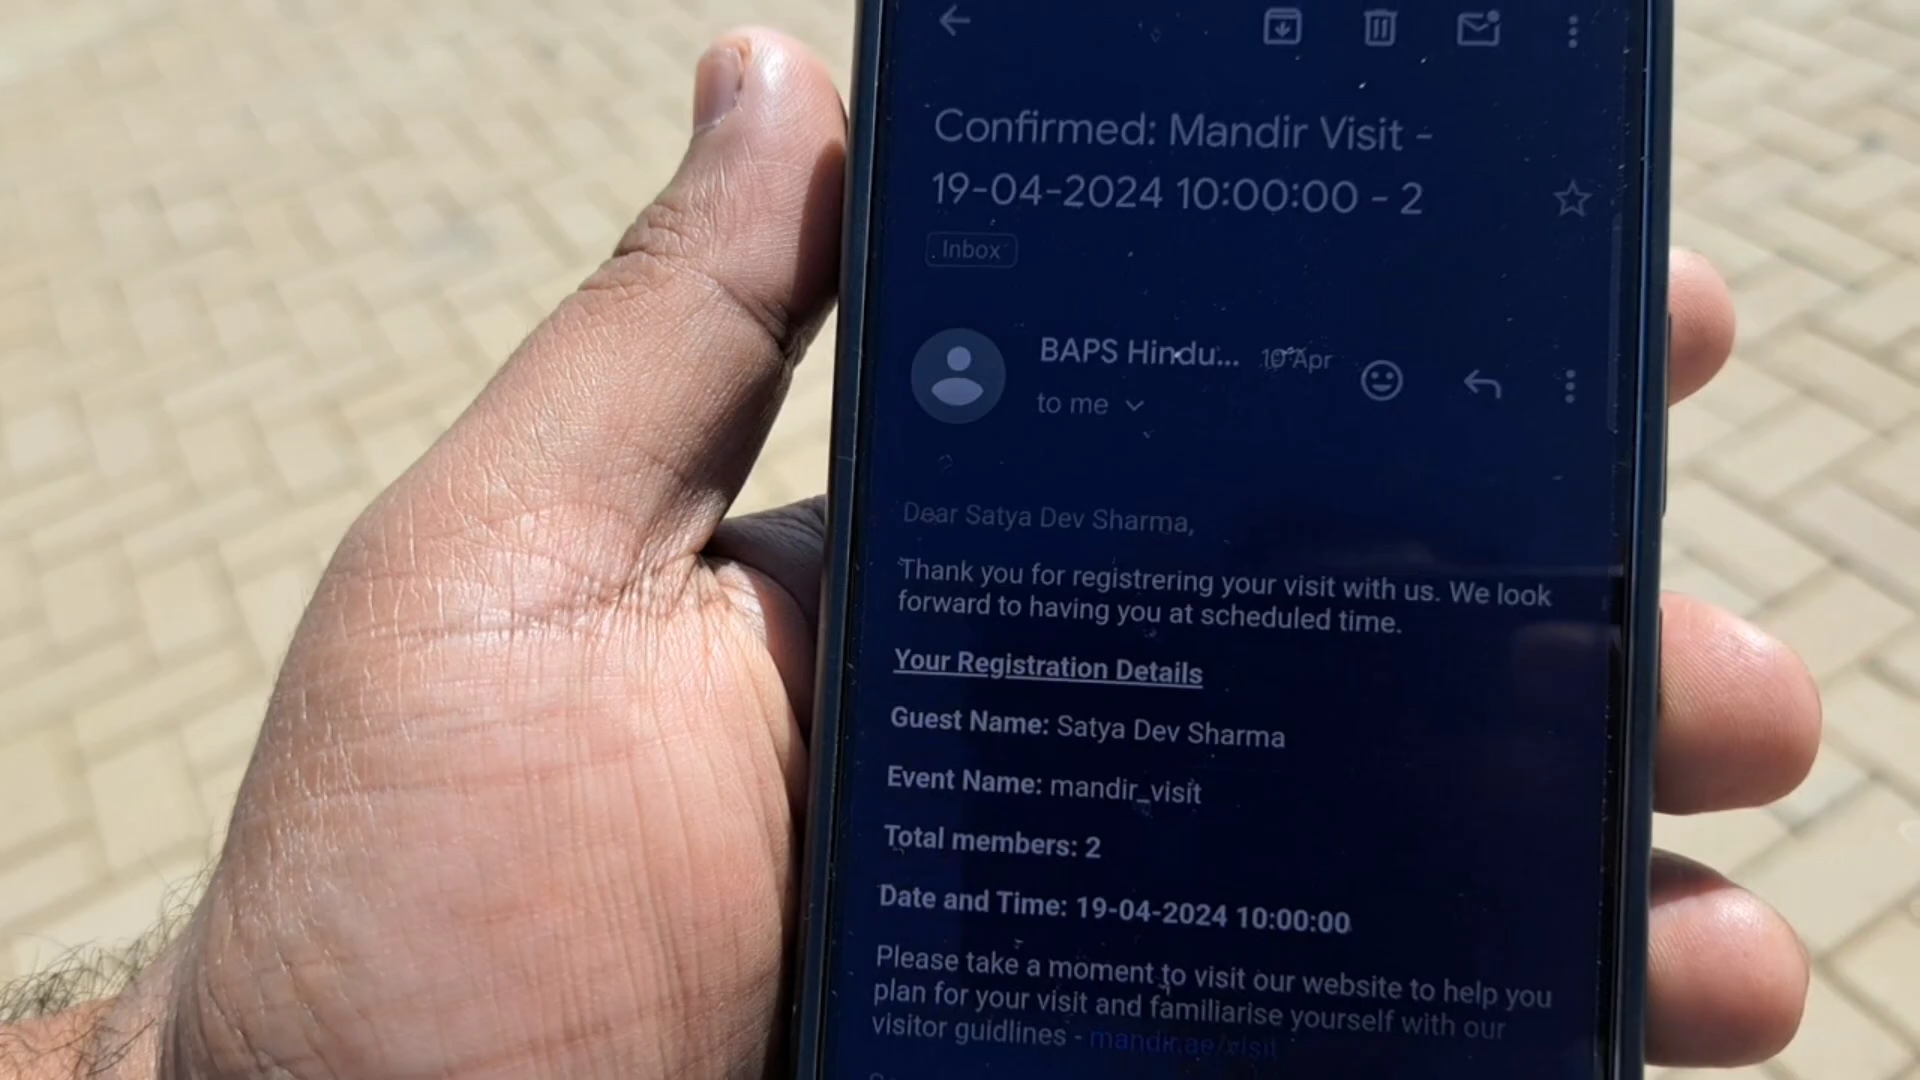 Confirmed: Mandir Visit -
19-04-2024 10:00:00 - 2
Inbox
BAPS Hindu... Apr
to me
Dear Satya Dev Sharma,
Thank you for registrering your visit with us. We look
forward to having you at scheduled time.
Your Registration Details
Guest Name: Satya Dev Sharma
Event Name: mandir_visit
Total members: 2
Date and Time: 19-04-2024 10:00:00
Please take a moment to visit our website to help you
plan for your visit and familiarise yourself with our
visitor guidlines - mandir.ae/visit